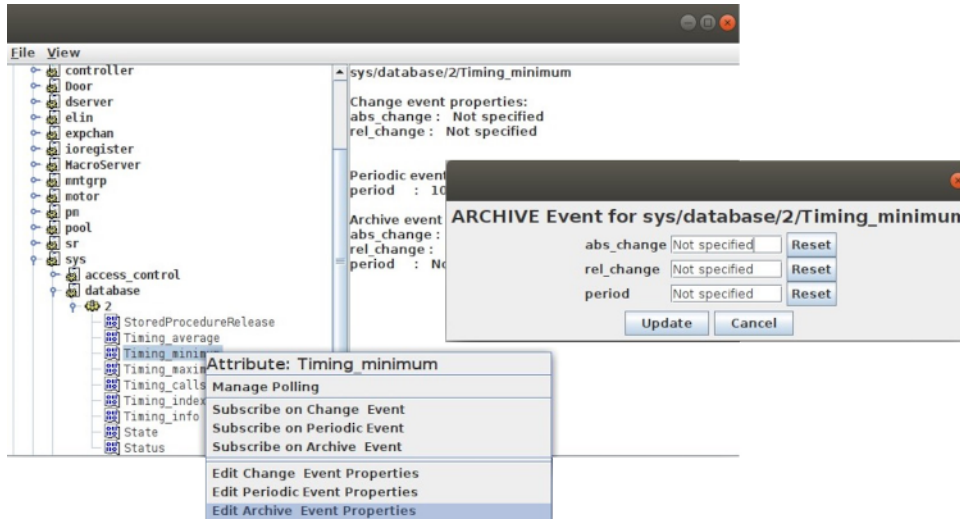 File View
controller
Door
dserver
elin
expchan
ioregister
MacroServer
mntgrp
motor
pm
pool
sr
sys
access_control
database
2
StoredProcedureRelease
Timing_average
Timing_minimu
Timing_maxim
Timing_calls
Timing_index
Timing_info
State
Status
sys/database/2/Timing_minimum
Change event properties:
abs_change : Not specified
rel_change : Not specified
Periodic event
period : 10
Archive event
abs_change :
rel_change :
period : No
ARCHIVE Event for sys/database/2/Timing_minimum
abs_change Not specified Reset
rel_change Not specified Reset
period Not specified Reset
Update Cancel
Attribute: Timing_minimum
Manage Polling
Subscribe on Change Event
Subscribe on Periodic Event
Subscribe on Archive Event
Edit Change Event Properties
Edit Periodic Event Properties
Edit Archive Event Properties